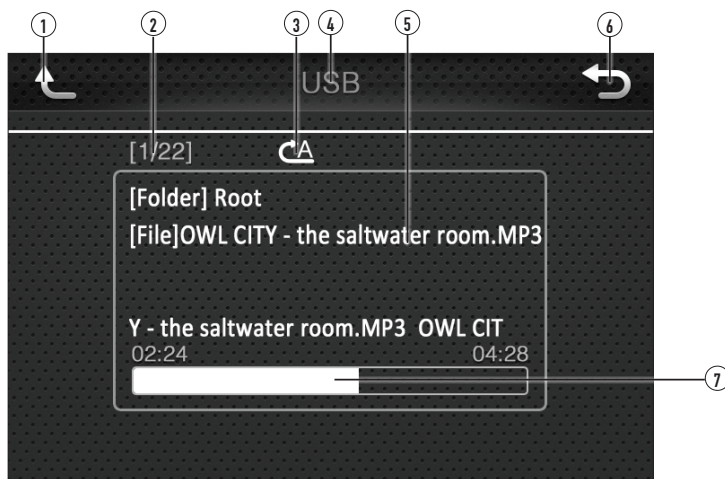 1 2 3 4 5 6
USB
[1/22] A
[Folder] Root
[File]OWL CITY - the saltwater room.MP3
Y - the saltwater room.MP3 OWL CIT
02:24 04:28
7